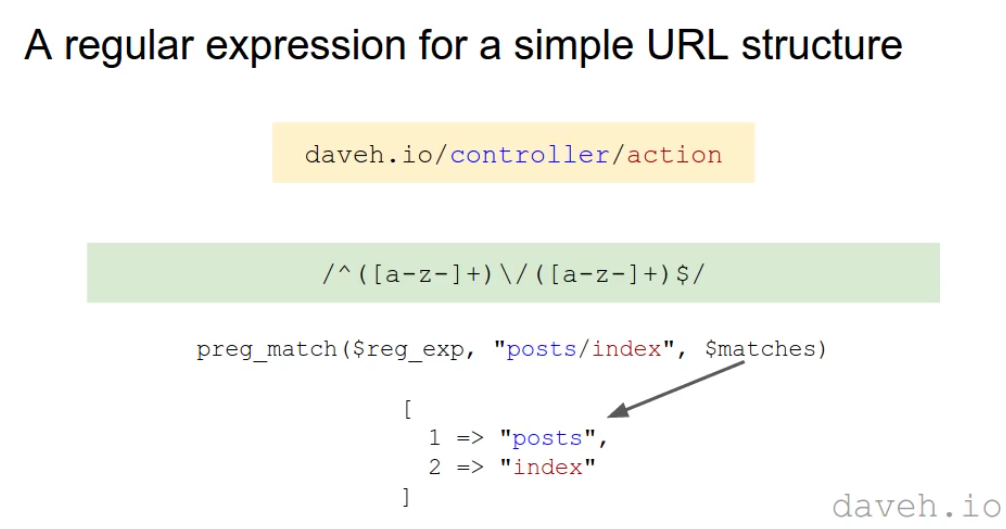 A regular expression for a simple URL structure
daveh.io/controller/action
/^([a-z-]+)\/([a-z-]+)$/
preg_match($reg_exp, "posts/index", $matches)
[
1 => "posts",
2 => "index"
]
daveh.io